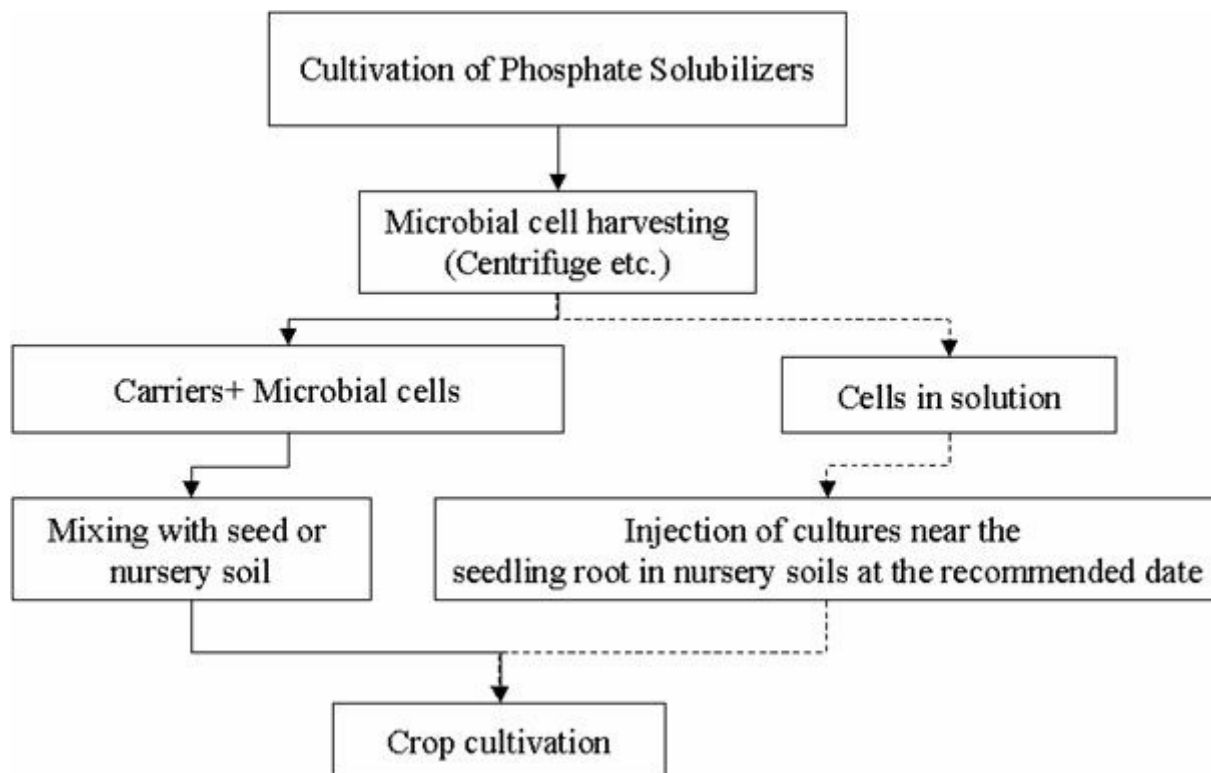 Cultivation of Phosphate Solubilizers
Microbial cell harvesting
(Centrifuge etc.)
Carriers+ Microbial cells
Cells in solution
Mixing with seed or
nursery soil
Injection of cultures near the
seedling root in nursery soils at the recommended date
Crop cultivation